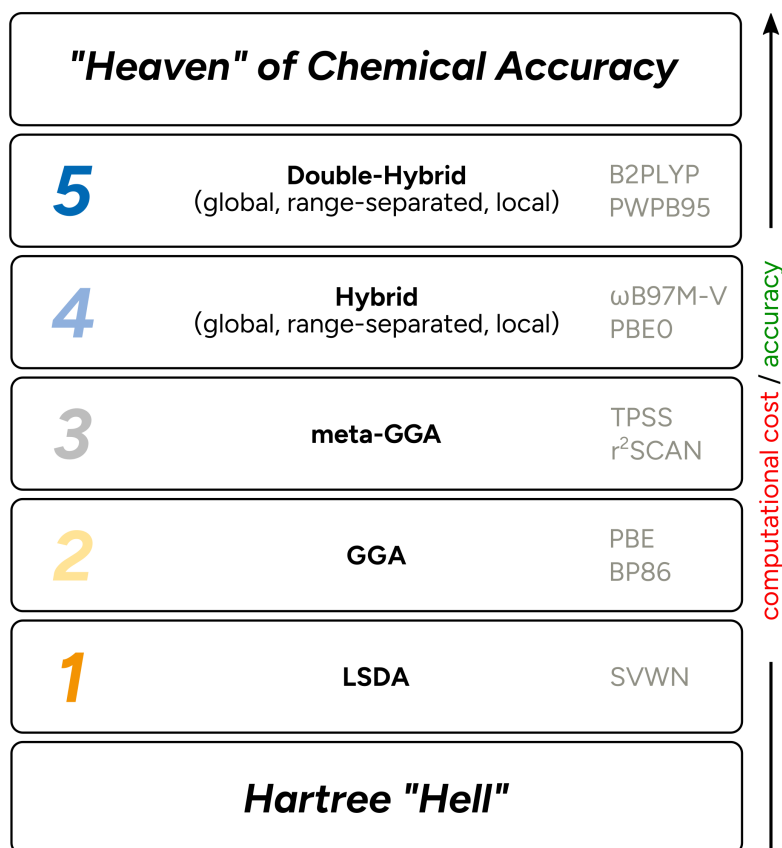 "Heaven" of Chemical Accuracy
5
Double-Hybrid
(global, range-separated, local)
B2PLYP
PWPB95
4
Hybrid
(global, range-separated, local)
ωB97M-V
PBE0
3
meta-GGA
TPSS
r²SCAN
2
GGA
PBE
BP86
1
LSDA
SVWN
Hartree "Hell"
computational cost / accuracy